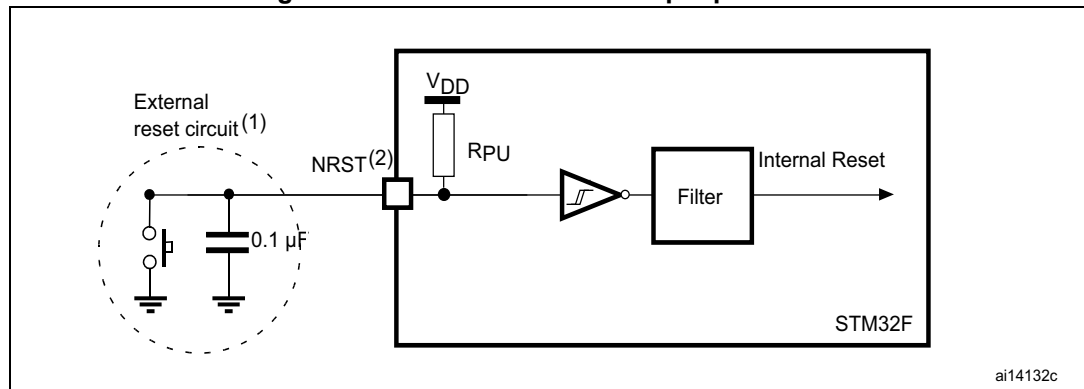 External
reset circuit(1)
NRST(2)
VDD
RPU
0.1 µF
Filter
Internal Reset
STM32F
ai14132c